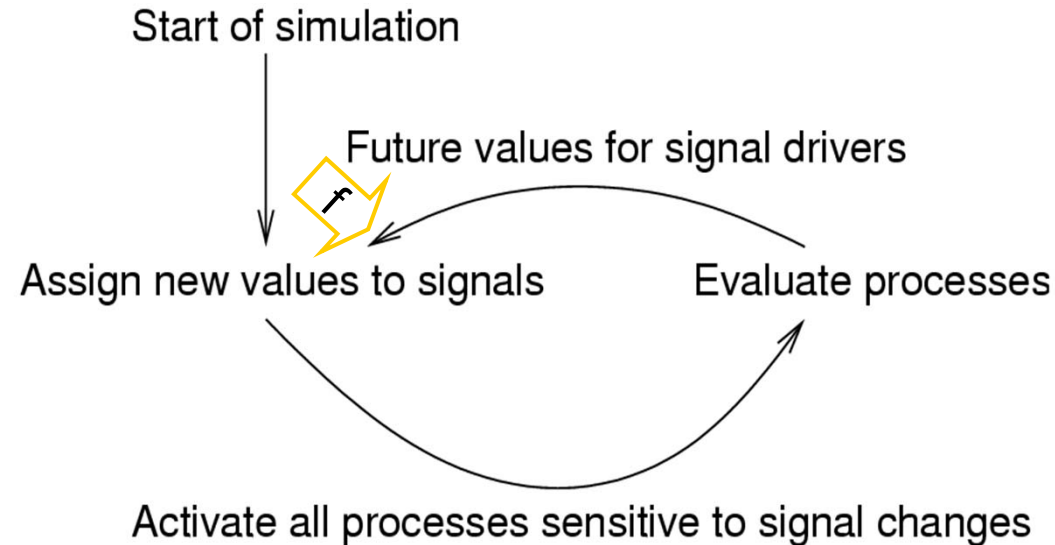 Start of simulation
Future values for signal drivers
f
Assign new values to signals
Evaluate processes
Activate all processes sensitive to signal changes